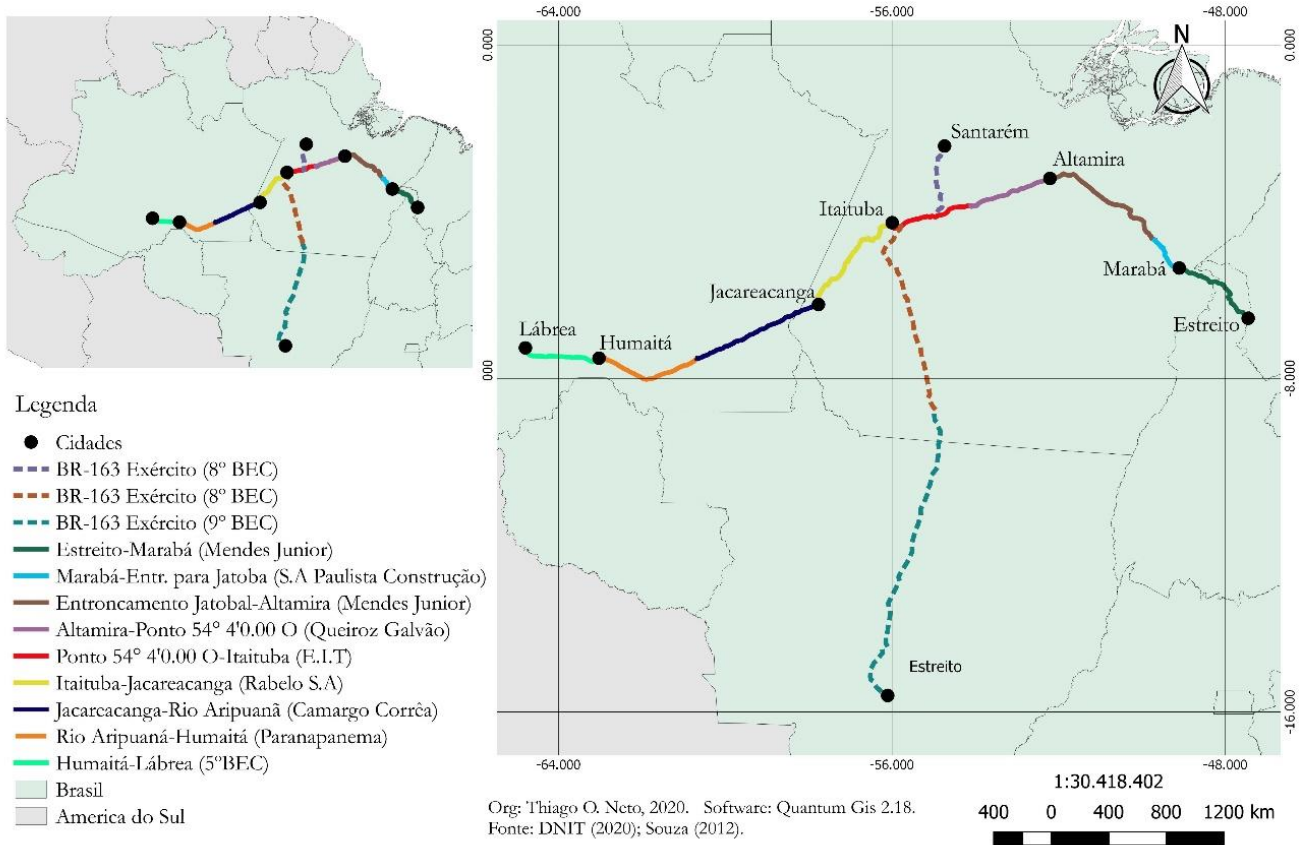 -64.000
-56.000
-48.000
0.000
N
Santarém
Altamira
Itaituba
Marabá
Jacareacanga
Estreito
Lábrea
Humaitá
000
-8.000
Estreito
-16.000
-64.000
-56.000
-48.000
Legenda
Cidades
BR-163 Exército (8º BEC)
BR-163 Exército (8º BEC)
BR-163 Exército (9º BEC)
Estreito-Marabá (Mendes Junior)
Marabá-Entr. para Jatoba (S.A Paulista Construção)
Entroncamento Jatobal-Altamira (Mendes Junior)
Altamira-Ponto 54° 4'0.00 O (Queiroz Galvão)
Ponto 54° 4'0.00 O-Itaituba (E.I.T)
Itaituba-Jacareacanga (Rabelo S.A)
Jacareacanga-Rio Aripuanã (Camargo Corrêa)
Rio Aripuaná-Humaitá (Paranapanema)
Humaitá-Lábrea (5ºBEC)
Brasil
America do Sul
Org: Thiago O. Neto, 2020. Software: Quantum Gis 2.18.
Fonte: DNIT (2020); Souza (2012).
1:30.418.402
400 0 400 800 1200 km